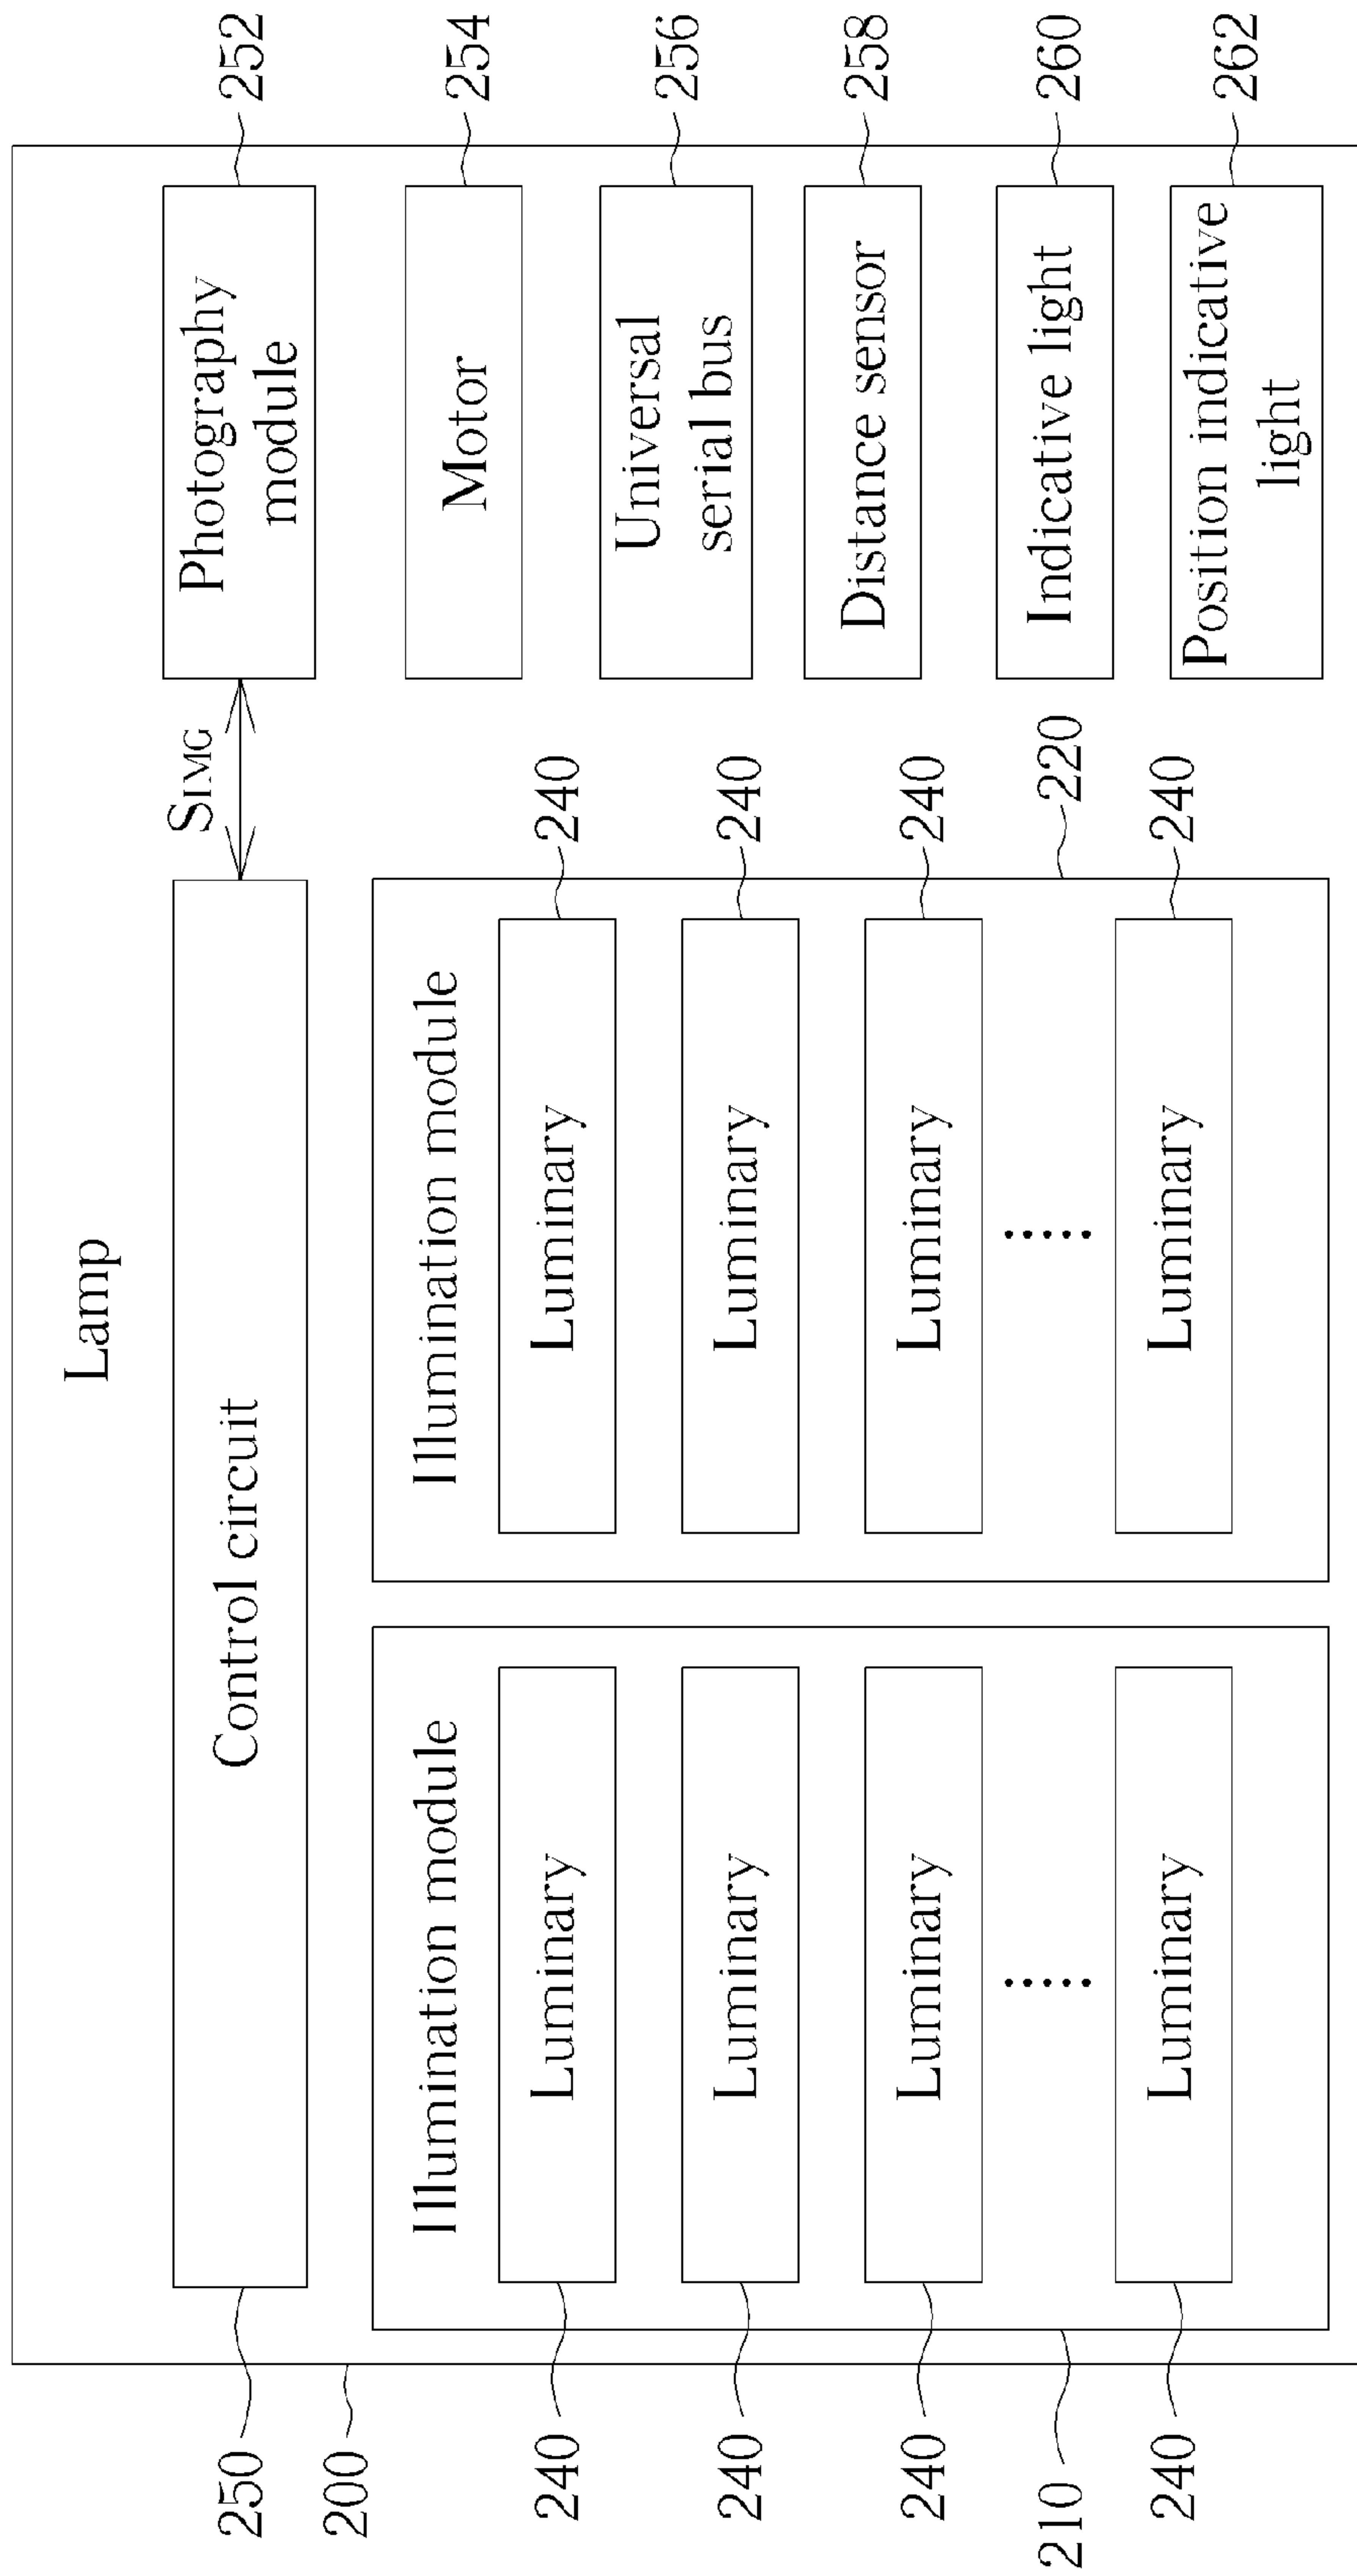 Lamp
250
Control circuit
SIMG
Photography
module
252
200
Illumination module
Illumination module
Motor
254
240
Luminary
Luminary
240
Universal
serial bus
256
240
Luminary
Luminary
240
Distance sensor
258
240
Luminary
Luminary
240
Indicative light
260
210
220
240
Luminary
Luminary
240
Position indicative
light
262